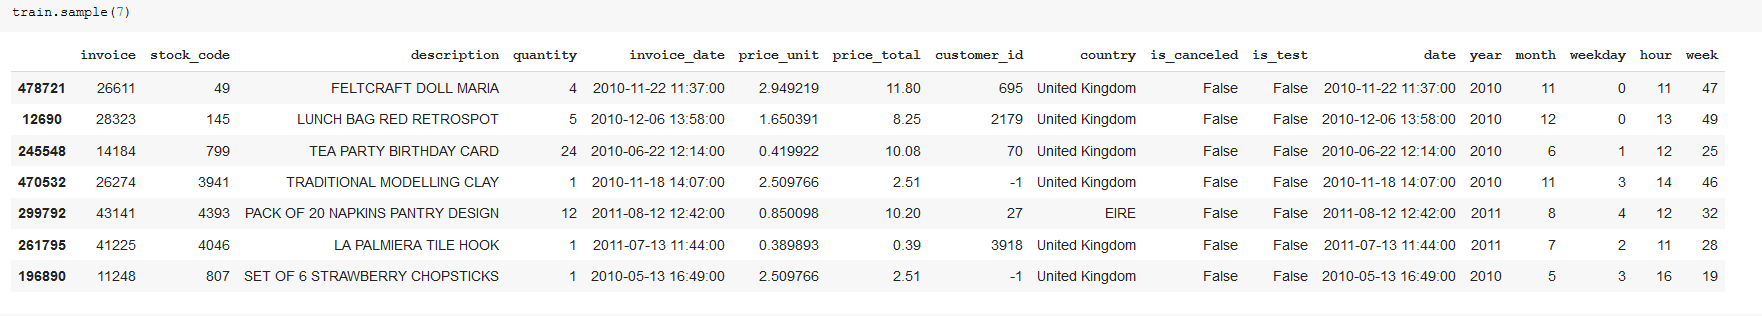 train.sample(7)
invoice stock_code description quantity invoice_date price_unit price_total customer_id country is_canceled is_test date year month weekday hour week
478721 26611 49 FELTCRAFT DOLL MARIA 4 2010-11-22 11:37:00 2.949219 11.80 695 United Kingdom False False 2010-11-22 11:37:00 2010 11 0 11 47
12690 28323 145 LUNCH BAG RED RETROSPOT 5 2010-12-06 13:58:00 1.650391 8.25 2179 United Kingdom False False 2010-12-06 13:58:00 2010 12 0 13 49
245548 14184 799 TEA PARTY BIRTHDAY CARD 24 2010-06-22 12:14:00 0.419922 10.08 70 United Kingdom False False 2010-06-22 12:14:00 2010 6 1 12 25
470532 26274 3941 TRADITIONAL MODELLING CLAY 1 2010-11-18 14:07:00 2.509766 2.51 -1 United Kingdom False False 2010-11-18 14:07:00 2010 11 3 14 46
299792 43141 4393 PACK OF 20 NAPKINS PANTRY DESIGN 12 2011-08-12 12:42:00 0.850098 10.20 27 EIRE False False 2011-08-12 12:42:00 2011 8 4 12 32
261795 41225 4046 LA PALMIERA TILE HOOK 1 2011-07-13 11:44:00 0.389893 0.39 3918 United Kingdom False False 2011-07-13 11:44:00 2011 7 2 11 28
196890 11248 807 SET OF 6 STRAWBERRY CHOPSTICKS 1 2010-05-13 16:49:00 2.509766 2.51 -1 United Kingdom False False 2010-05-13 16:49:00 2010 5 3 16 19